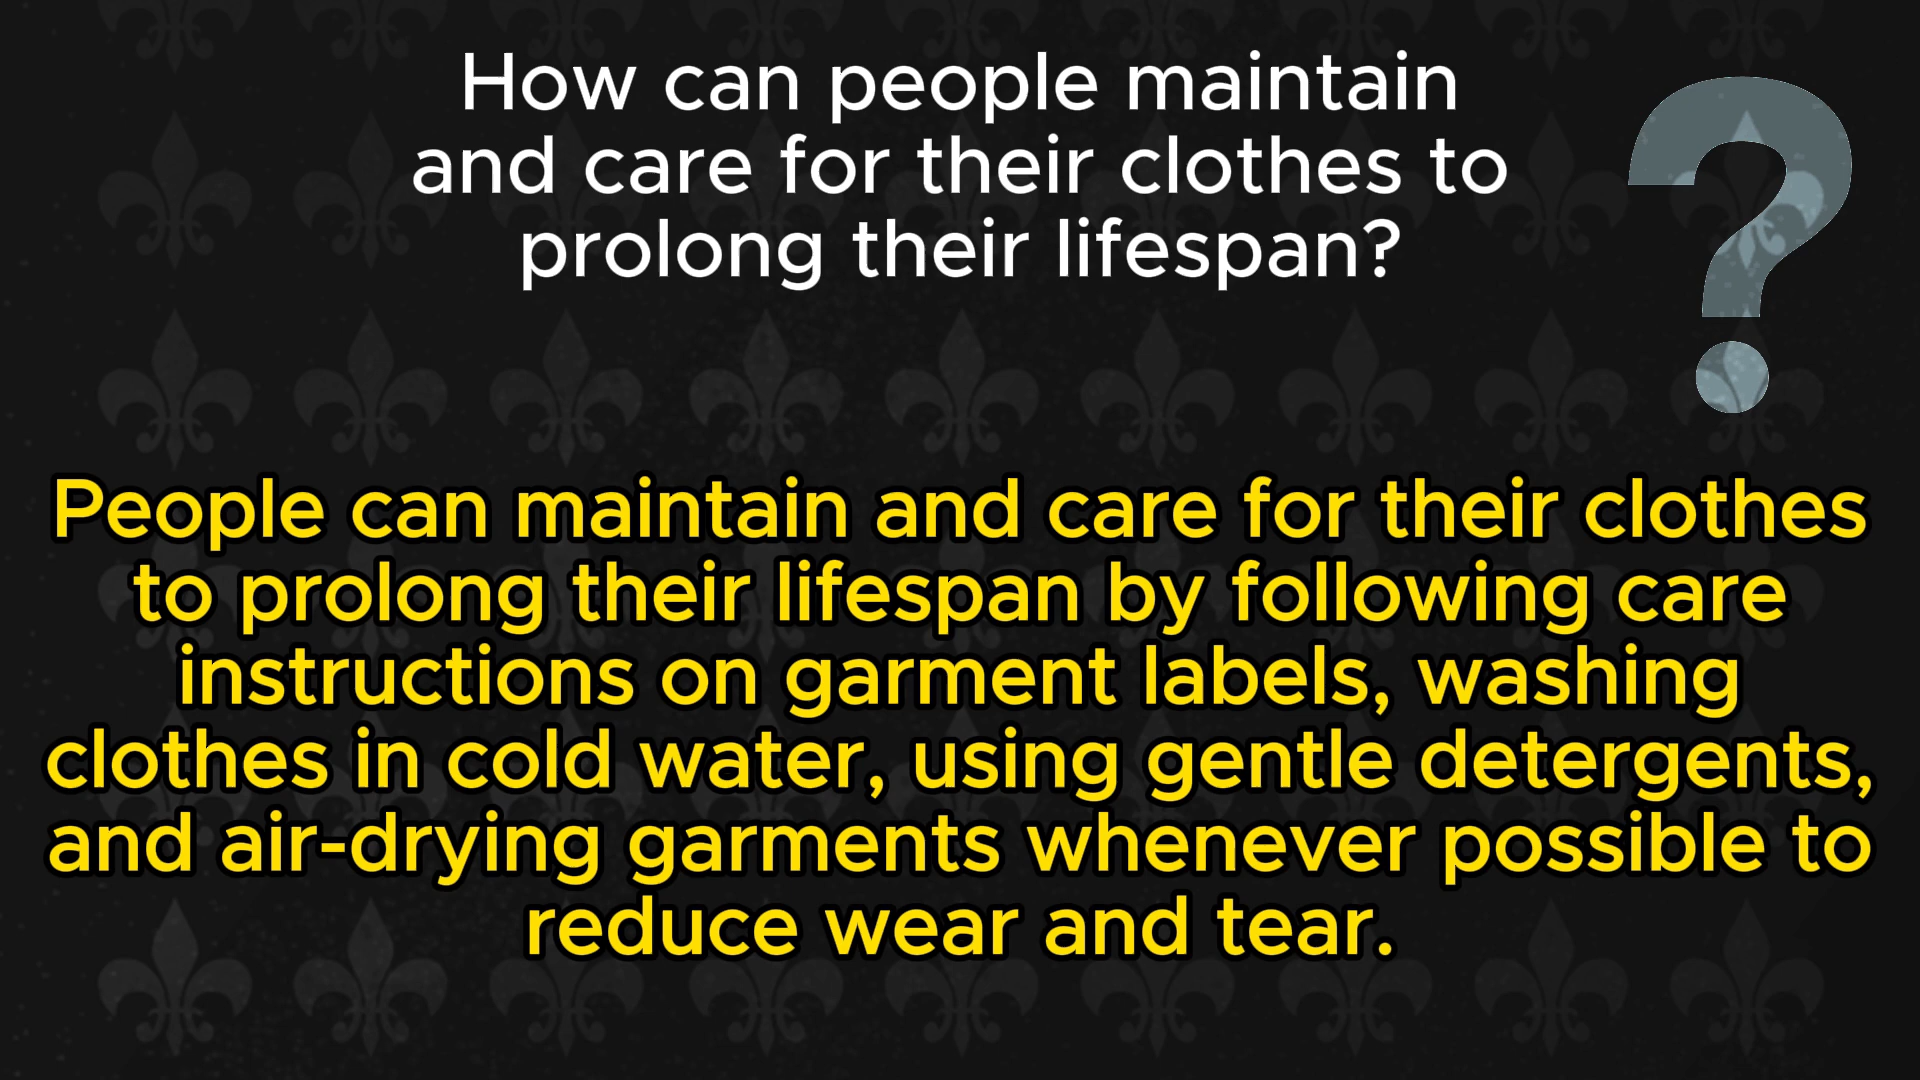 How can people maintain
and care for their clothes to
prolong their lifespan?
?
People can maintain and care for their clothes
to prolong their lifespan by following care
instructions on garment labels, washing
clothes in cold water, using gentle detergents,
and air-drying garments whenever possible to
reduce wear and tear.